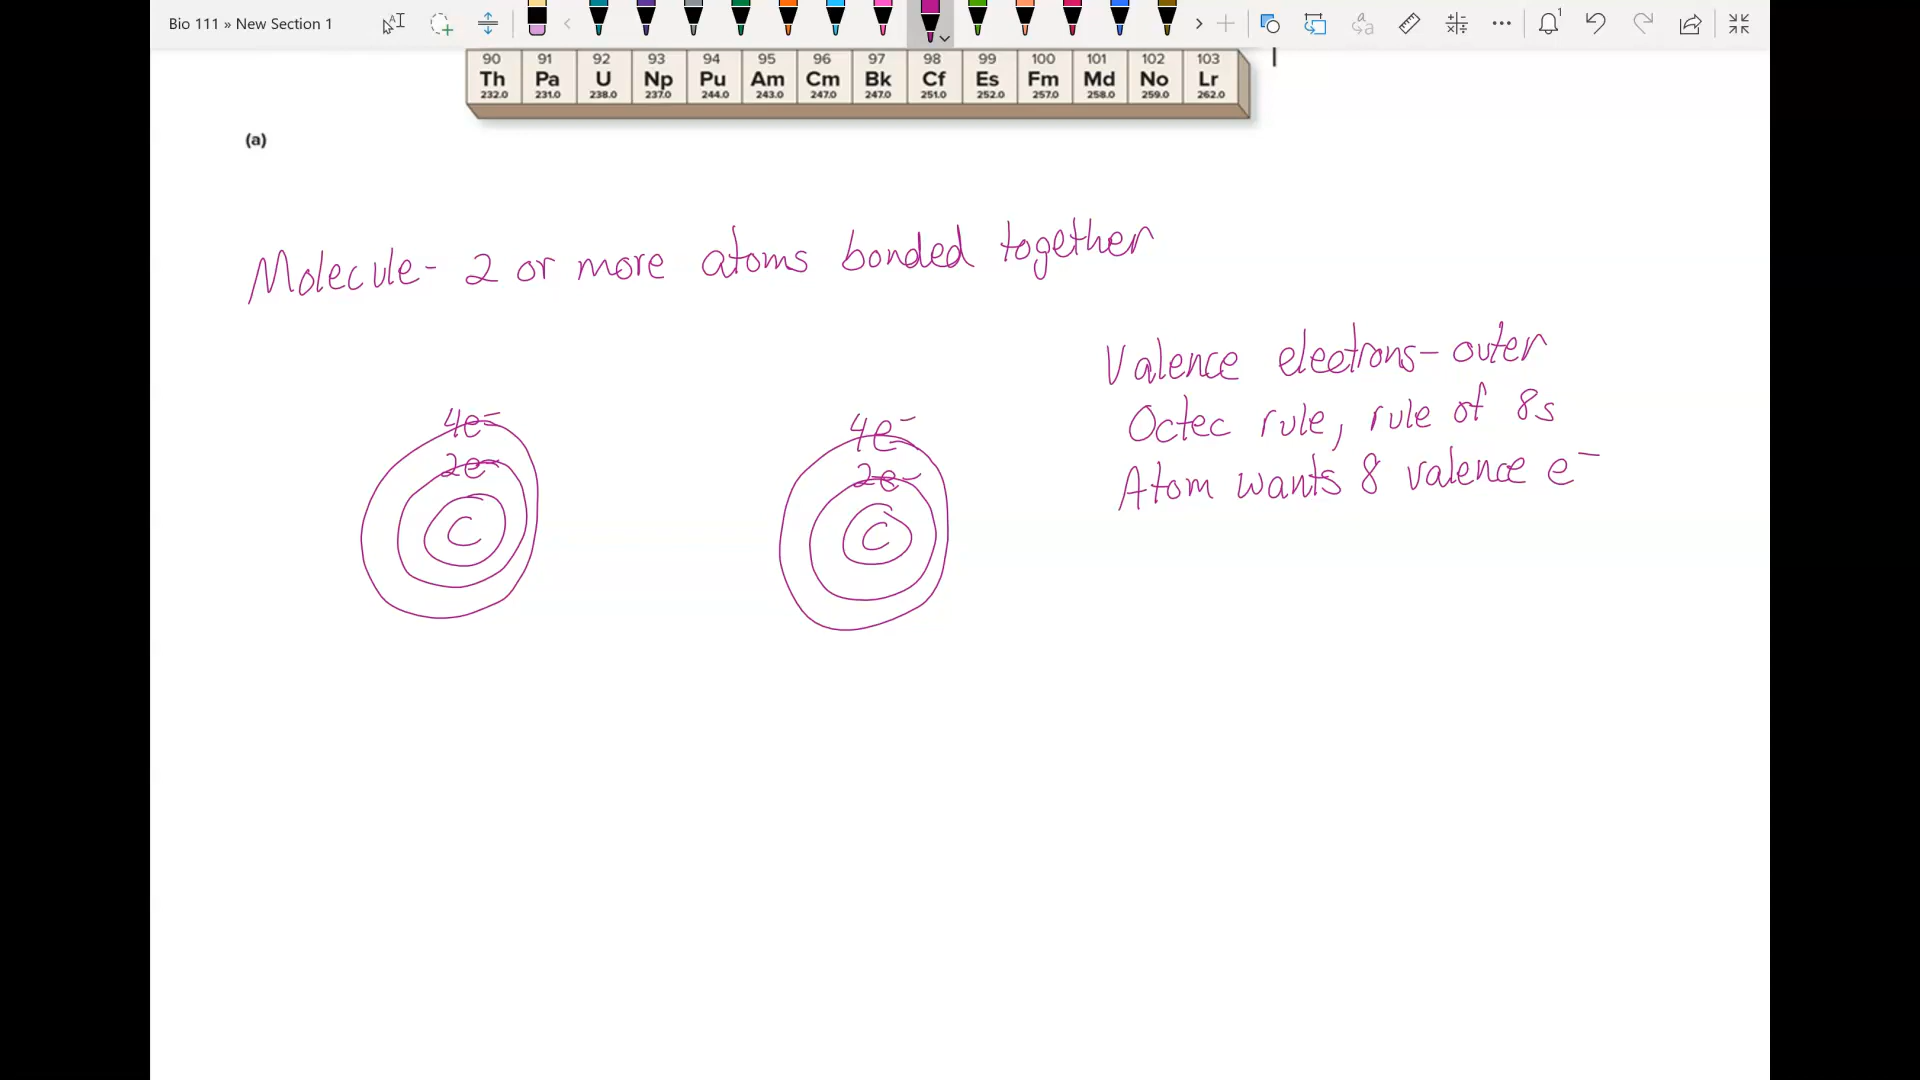 Bio 111 » New Section 1
90 91 92 93 94 95 96 97 98 99 100 101 102 103
Th Pa U Np Pu Am Cm Bk Cf Es Fm Md No Lr
232.0 231.0 238.0 237.0 244.0 243.0 247.0 247.0 251.0 252.0 257.0 258.0 259.0 262.0
(a)
Molecule- 2 or more atoms bonded together
Valence electrons- outer
Octec rule, rule of 8s
Atom wants 8 valence e⁻
4e⁻
2e⁻
C
4e⁻
2e⁻
C